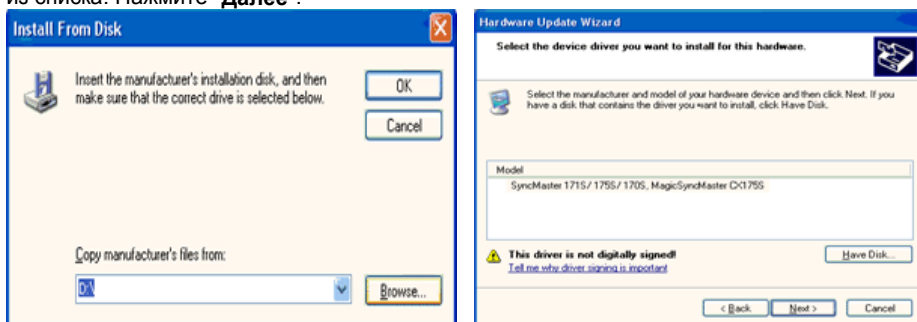 из списка. Нажмите "Далее".
Install From Disk
Insert the manufacturer's installation disk, and then
make sure that the correct drive is selected below.
OK
Cancel
Copy manufacturer's files from:
D:\
Browse...
Hardware Update Wizard
Select the device driver you want to install for this hardware.
Select the manufacturer and model of your hardware device and then click Next. If you
have a disk that contains the driver you want to install, click Have Disk.
Model
SyncMaster 171S/ 175S/ 170S, MagicSyncMaster CX175S
This driver is not digitally signed!
Tell me why driver signing is important
Have Disk...
< Back
Next >
Cancel